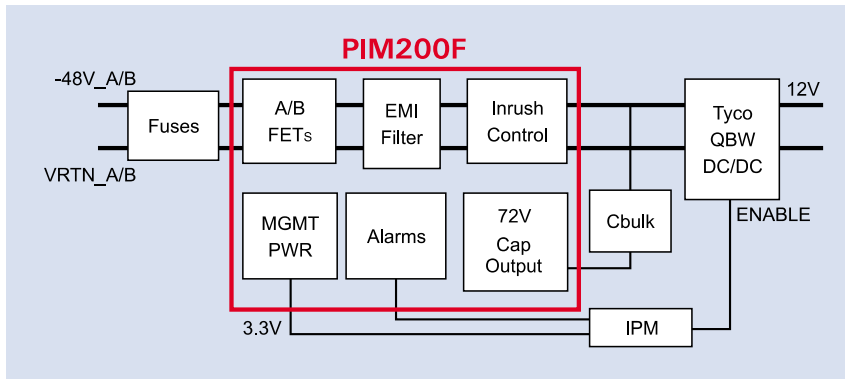 PIM200F
-48V_A/B
VRTN_A/B
Fuses
A/B
FETs
EMI
Filter
Inrush
Control
12V
Tyco
QBW
DC/DC
ENABLE
MGMT
PWR
Alarms
72V
Cap
Output
Cbulk
3.3V
IPM